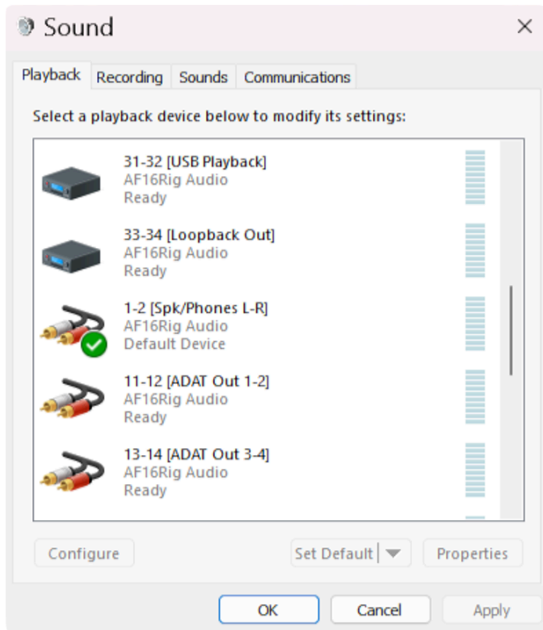 Sound
Playback Recording Sounds Communications
Select a playback device below to modify its settings:
31-32 [USB Playback]
AF16Rig Audio
Ready
33-34 [Loopback Out]
AF16Rig Audio
Ready
1-2 [Spk/Phones L-R]
AF16Rig Audio
Default Device
11-12 [ADAT Out 1-2]
AF16Rig Audio
Ready
13-14 [ADAT Out 3-4]
AF16Rig Audio
Ready
Configure Set Default Properties
OK Cancel Apply